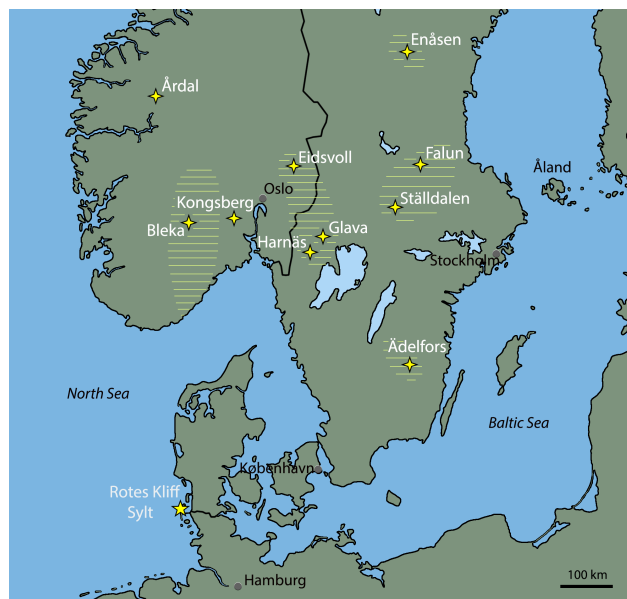 Enåsen
Årdal
Eidsvoll
Falun
Åland
Oslo
Kongsberg
Ställdalen
Bleka
Glava
Harnäs
Stockholm
Ädelfors
North Sea
Baltic Sea
København
Rotes Kliff
Sylt
Hamburg
100 km